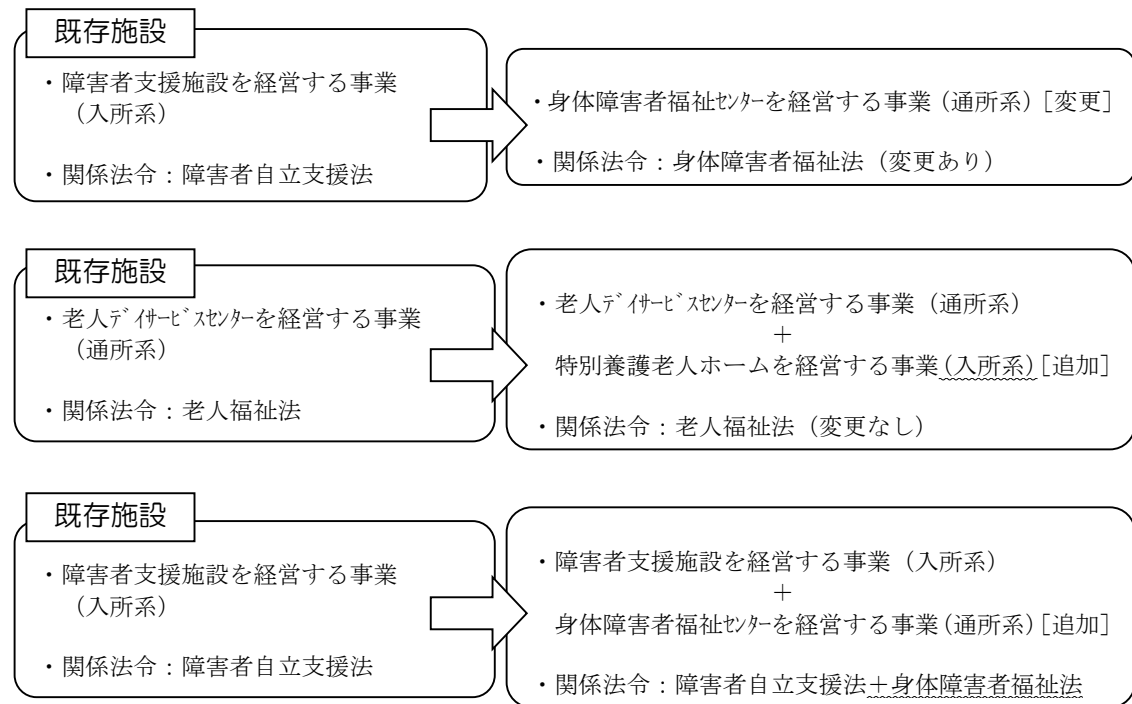 既存施設
・障害者支援施設を経営する事業
（入所系）
・関係法令：障害者自立支援法
・身体障害者福祉ｾﾝﾀｰを経営する事業（通所系）［変更］
・関係法令：身体障害者福祉法（変更あり）
既存施設
・老人ﾃﾞｲｻｰﾋﾞｽｾﾝﾀｰを経営する事業
（通所系）
・関係法令：老人福祉法
・老人ﾃﾞｲｻｰﾋﾞｽｾﾝﾀｰを経営する事業（通所系）
＋
特別養護老人ホームを経営する事業（入所系）［追加］
・関係法令：老人福祉法（変更なし）
既存施設
・障害者支援施設を経営する事業
（入所系）
・関係法令：障害者自立支援法
・障害者支援施設を経営する事業（入所系）
＋
身体障害者福祉ｾﾝﾀｰを経営する事業（通所系）［追加］
・関係法令：障害者自立支援法＋身体障害者福祉法